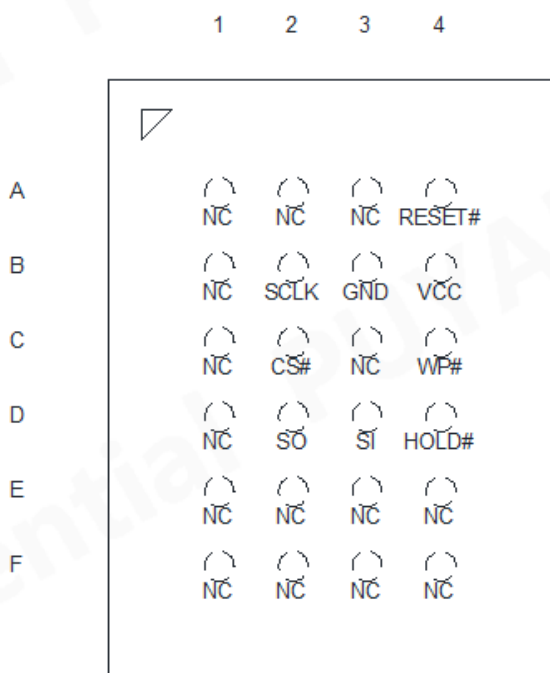 1 2 3 4
A
NC NC NC RESET#
B
NC SCLK GND VCC
C
NC CS# NC WP#
D
NC SO SI HOLD#
E
NC NC NC NC
F
NC NC NC NC